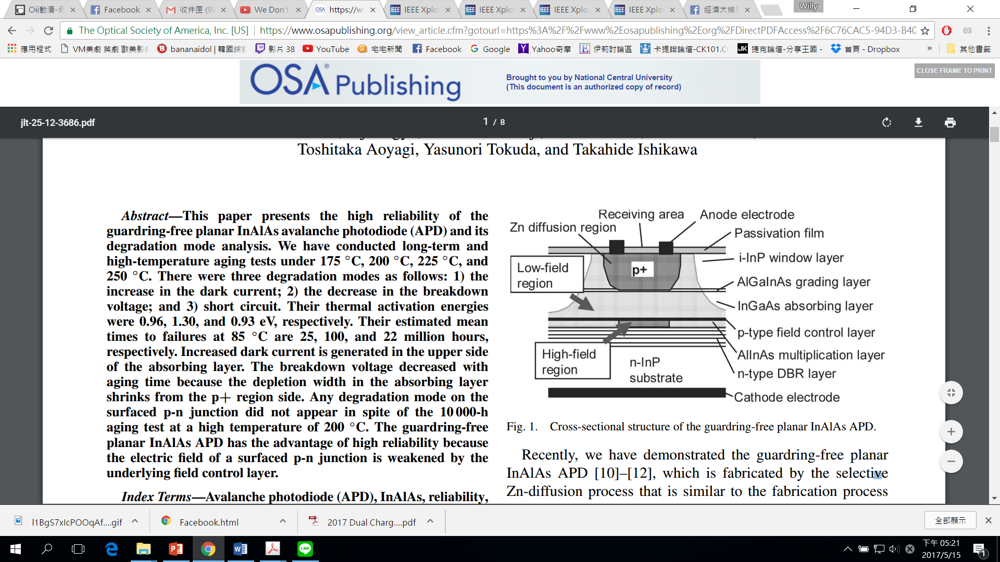 Oii動漫-最
Facebook
收件匣 (98
We Don't
https://w
IEEE Xplo
IEEE Xplo
IEEE Xplo
IEEE Xplo
經濟大補
Willy
The Optical Society of America, Inc. [US]
https://www.osapublishing.org/view_article.cfm?gotourl=https%3A%2F%2Fwww%2Eosapublishing%2Eorg%2FDirectPDFAccess%2F6C76CAC5-94D3-B40
應用程式
VM美劇 英劇 歐美影
bananaidol | 韓國綜
影片 38
YouTube
宅宅新聞
Facebook
Google
Yahoo奇摩
伊莉討論區
卡提諾論壇-CK101.C
捷克論壇-分享王國 -
首頁 - Dropbox
»
其他書籤
OSA® Publishing
Brought to you by National Central University
(This document is an authorized copy of record)
CLOSE FRAME TO PRINT
jlt-25-12-3686.pdf
1 / 8
Toshitaka Aoyagi, Yasunori Tokuda, and Takahide Ishikawa
Abstract—This paper presents the high reliability of the
guardring-free planar InAlAs avalanche photodiode (APD) and its
degradation mode analysis. We have conducted long-term and
high-temperature aging tests under 175 °C, 200 °C, 225 °C, and
250 °C. There were three degradation modes as follows: 1) the
increase in the dark current; 2) the decrease in the breakdown
voltage; and 3) short circuit. Their thermal activation energies
were 0.96, 1.30, and 0.93 eV, respectively. Their estimated mean
times to failures at 85 °C are 25, 100, and 22 million hours,
respectively. Increased dark current is generated in the upper side
of the absorbing layer. The breakdown voltage decreased with
aging time because the depletion width in the absorbing layer
shrinks from the p+ region side. Any degradation mode on the
surfaced p-n junction did not appear in spite of the 10 000-h
aging test at a high temperature of 200 °C. The guardring-free
planar InAlAs APD has the advantage of high reliability because
the electric field of a surfaced p-n junction is weakened by the
underlying field control layer.
Index Terms—Avalanche photodiode (APD), InAlAs, reliability,
Receiving area
Anode electrode
Zn diffusion region
Passivation film
i-InP window layer
Low-field
region
p+
AlGaInAs grading layer
InGaAs absorbing layer
p-type field control layer
High-field
region
n-InP
substrate
AlInAs multiplication layer
n-type DBR layer
Cathode electrode
Fig. 1. Cross-sectional structure of the guardring-free planar InAlAs APD.
Recently, we have demonstrated the guardring-free planar
InAlAs APD [10]–[12], which is fabricated by the selective
Zn-diffusion process that is similar to the fabrication process
l1BgS7xIcPOOqAf....gif
Facebook.html
2017 Dual Charg....pdf
全部顯示
下午 05:21
2017/5/15
1